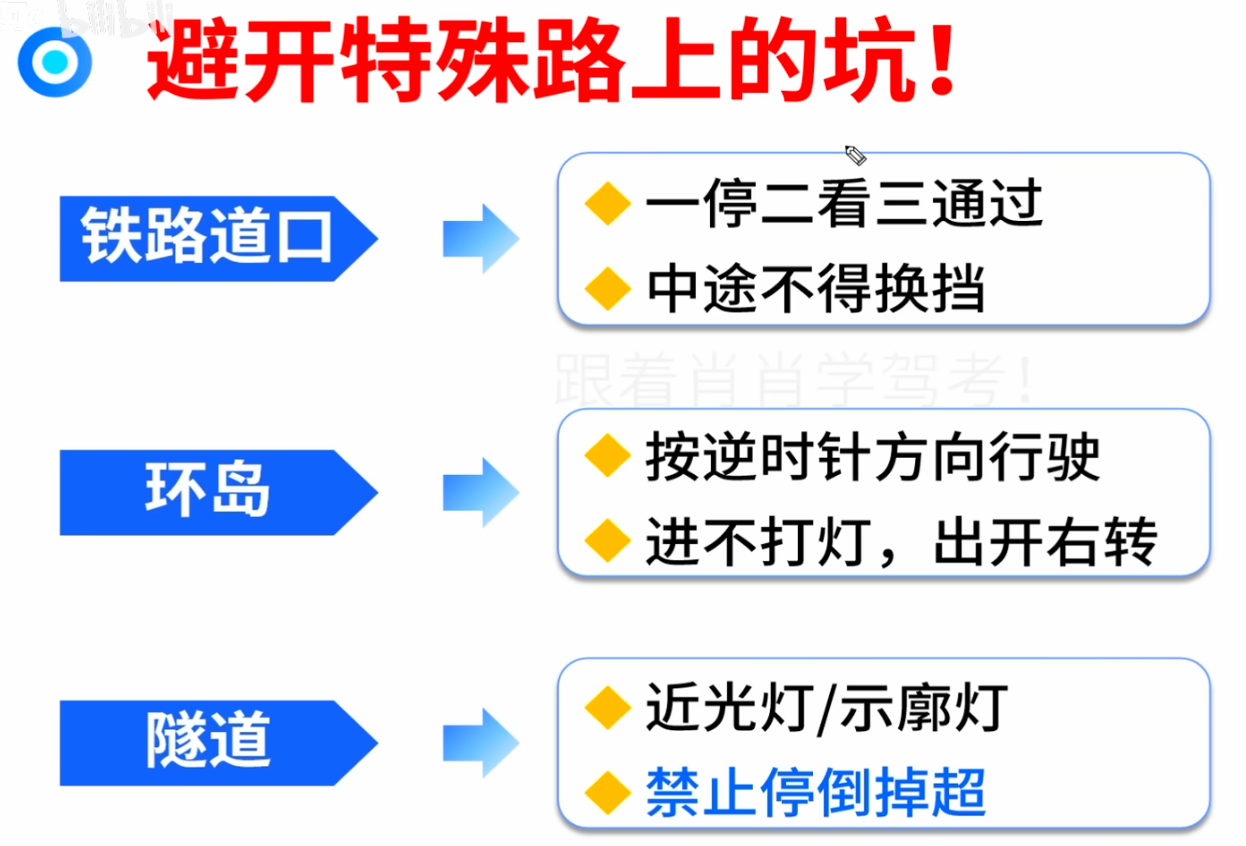 bilibili
避开特殊路上的坑！
铁路道口
一停二看三通过
中途不得换挡
跟着肖肖学驾考！
环岛
按逆时针方向行驶
进不打灯，出开右转
隧道
近光灯/示廓灯
禁止停倒掉超